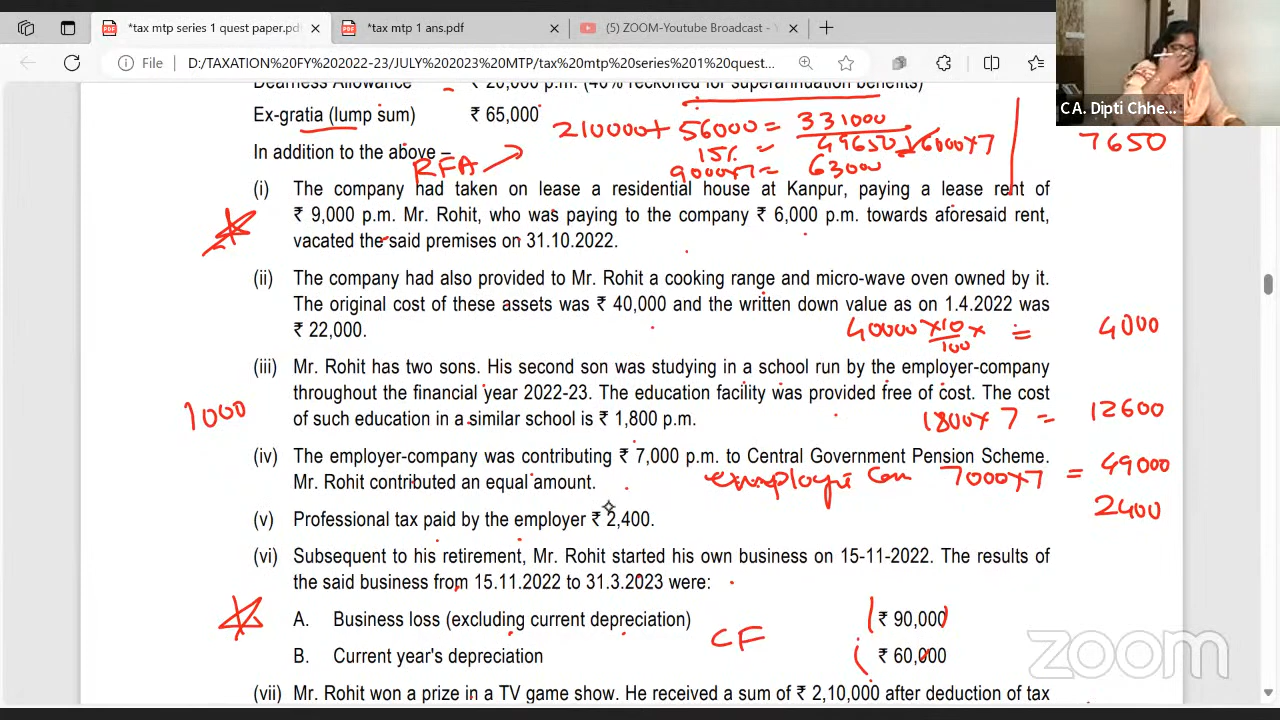 *tax mtp series 1 quest paper.pdf
*tax mtp 1 ans.pdf
(5) ZOOM-Youtube Broadcast - Y
File D:/TAXATION%20FY%202022-23/JULY%202023%20MTP/tax%20mtp%20series%201%20quest...
CA. Dipti Chhe...
Dearness Allowance ₹ 20,000 p.m. (40% reckoned for superannuation benefits)
Ex-gratia (lump sum) ₹ 65,000
210000+ 56000 = 331000
15% = 49650 6000×7
9000×7= 63000
7650
In addition to the above –
RFA
(i) The company had taken on lease a residential house at Kanpur, paying a lease rent of
₹ 9,000 p.m. Mr. Rohit, who was paying to the company ₹ 6,000 p.m. towards aforesaid rent,
vacated the said premises on 31.10.2022.
(ii) The company had also provided to Mr. Rohit a cooking range and micro-wave oven owned by it.
The original cost of these assets was ₹ 40,000 and the written down value as on 1.4.2022 was
₹ 22,000.
40000 × 10/100 × = 4000
(iii) Mr. Rohit has two sons. His second son was studying in a school run by the employer-company
throughout the financial year 2022-23. The education facility was provided free of cost. The cost
of such education in a similar school is ₹ 1,800 p.m.
1000
1800×7 = 12600
(iv) The employer-company was contributing ₹ 7,000 p.m. to Central Government Pension Scheme.
Mr. Rohit contributed an equal amount.
7000×7 = 49000
(v) Professional tax paid by the employer ₹ 2,400.
2400
(vi) Subsequent to his retirement, Mr. Rohit started his own business on 15-11-2022. The results of
the said business from 15.11.2022 to 31.3.2023 were:
A. Business loss (excluding current depreciation) ₹ 90,000
CF
B. Current year's depreciation ₹ 60,000
(vii) Mr. Rohit won a prize in a TV game show. He received a sum of ₹ 2,10,000 after deduction of tax
zoom